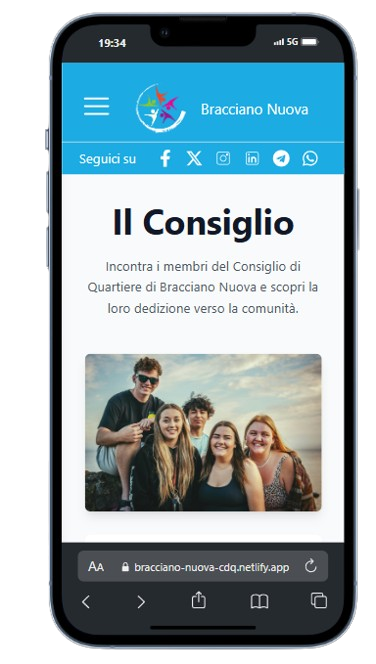 19:34
5G
Bracciano Nuova
Seguici su
Il Consiglio
Incontra i membri del Consiglio di
Quartiere di Bracciano Nuova e scopri la
loro dedizione verso la comunità.
AA
bracciano-nuova-cdq.netlify.app